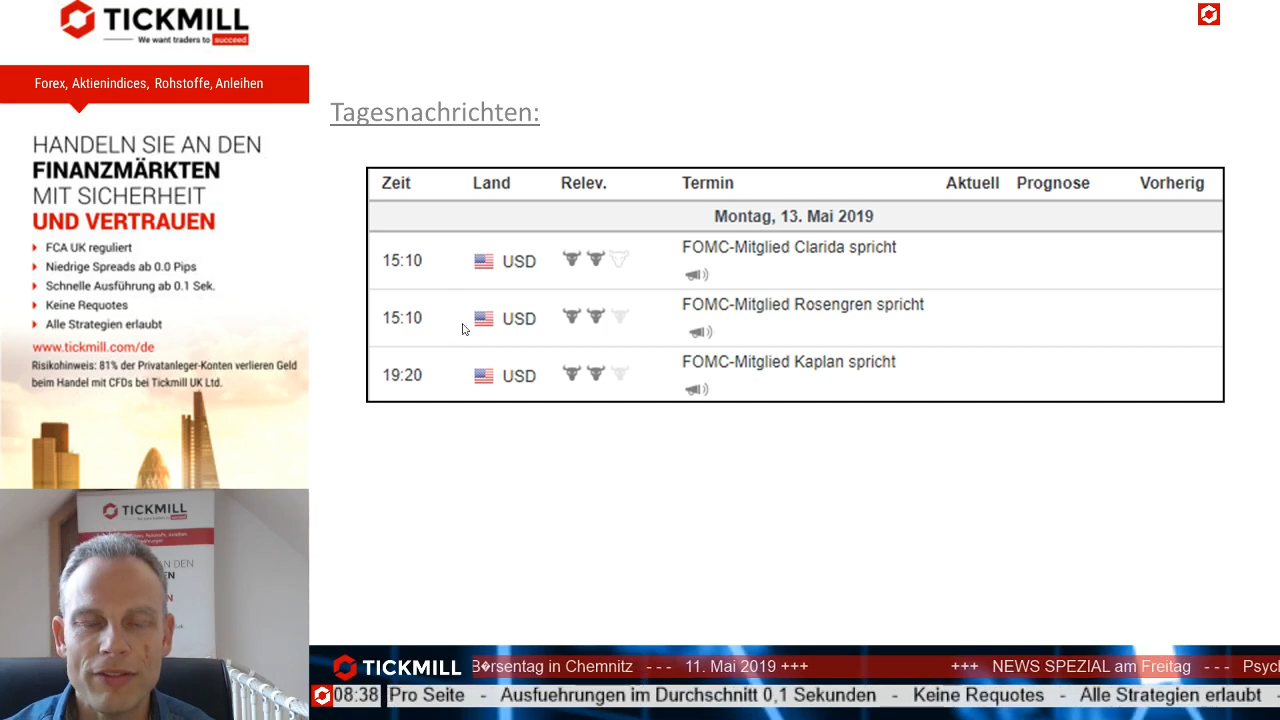 TICKMILL
We want traders to succeed
Forex, Aktienindices, Rohstoffe, Anleihen
HANDELN SIE AN DEN
FINANZMÄRKTEN
MIT SICHERHEIT
UND VERTRAUEN
FCA UK reguliert
Niedrige Spreads ab 0.0 Pips
Schnelle Ausführung ab 0.1 Sek.
Keine Requotes
Alle Strategien erlaubt
www.tickmill.com/de
Risikohinweis: 81% der Privatanleger-Konten verlieren Geld
beim Handel mit CFDs bei Tickmill UK Ltd.
Tagesnachrichten:
Zeit Land Relev. Termin Aktuell Prognose Vorherig
Montag, 13. Mai 2019
15:10 USD FOMC-Mitglied Clarida spricht
15:10 USD FOMC-Mitglied Rosengren spricht
19:20 USD FOMC-Mitglied Kaplan spricht
TICKMILL
AN DEN
TICKMILL B�rsentag in Chemnitz --- 11. Mai 2019 +++ +++ NEWS SPEZIAL am Freitag --- Psyc
08:38 Pro Seite - Ausfuehrungen im Durchschnitt 0,1 Sekunden - Keine Requotes - Alle Strategien erlaubt -